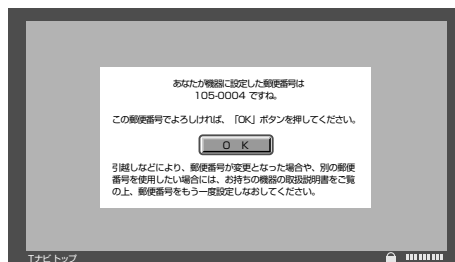 あなたが機器に設定した郵便番号は
105-0004 ですね。
この郵便番号でよろしければ、「OK」ボタンを押してください。
O K
引越しなどにより、郵便番号が変更となった場合や、別の郵便
番号を使用したい場合には、お持ちの機器の取扱説明書をご覧
の上、郵便番号をもう一度設定しなおしてください。
Tナビ トップ